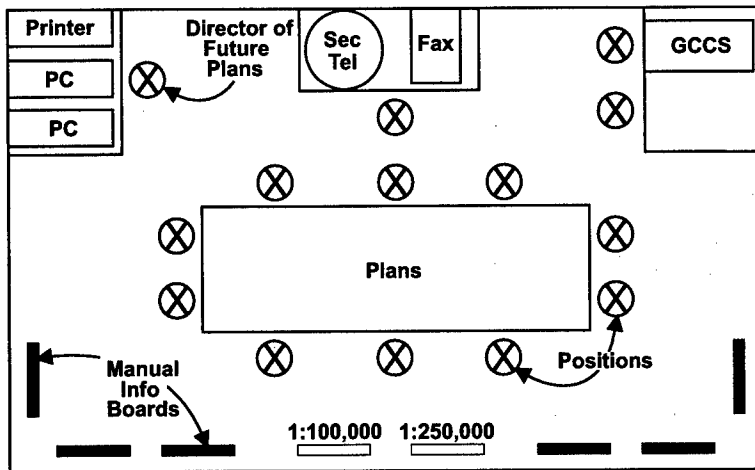 Printer
PC
PC
Director of
Future
Plans
Sec
Tel
Fax
GCCS
Plans
Positions
Manual
Info
Boards
1:100,000
1:250,000